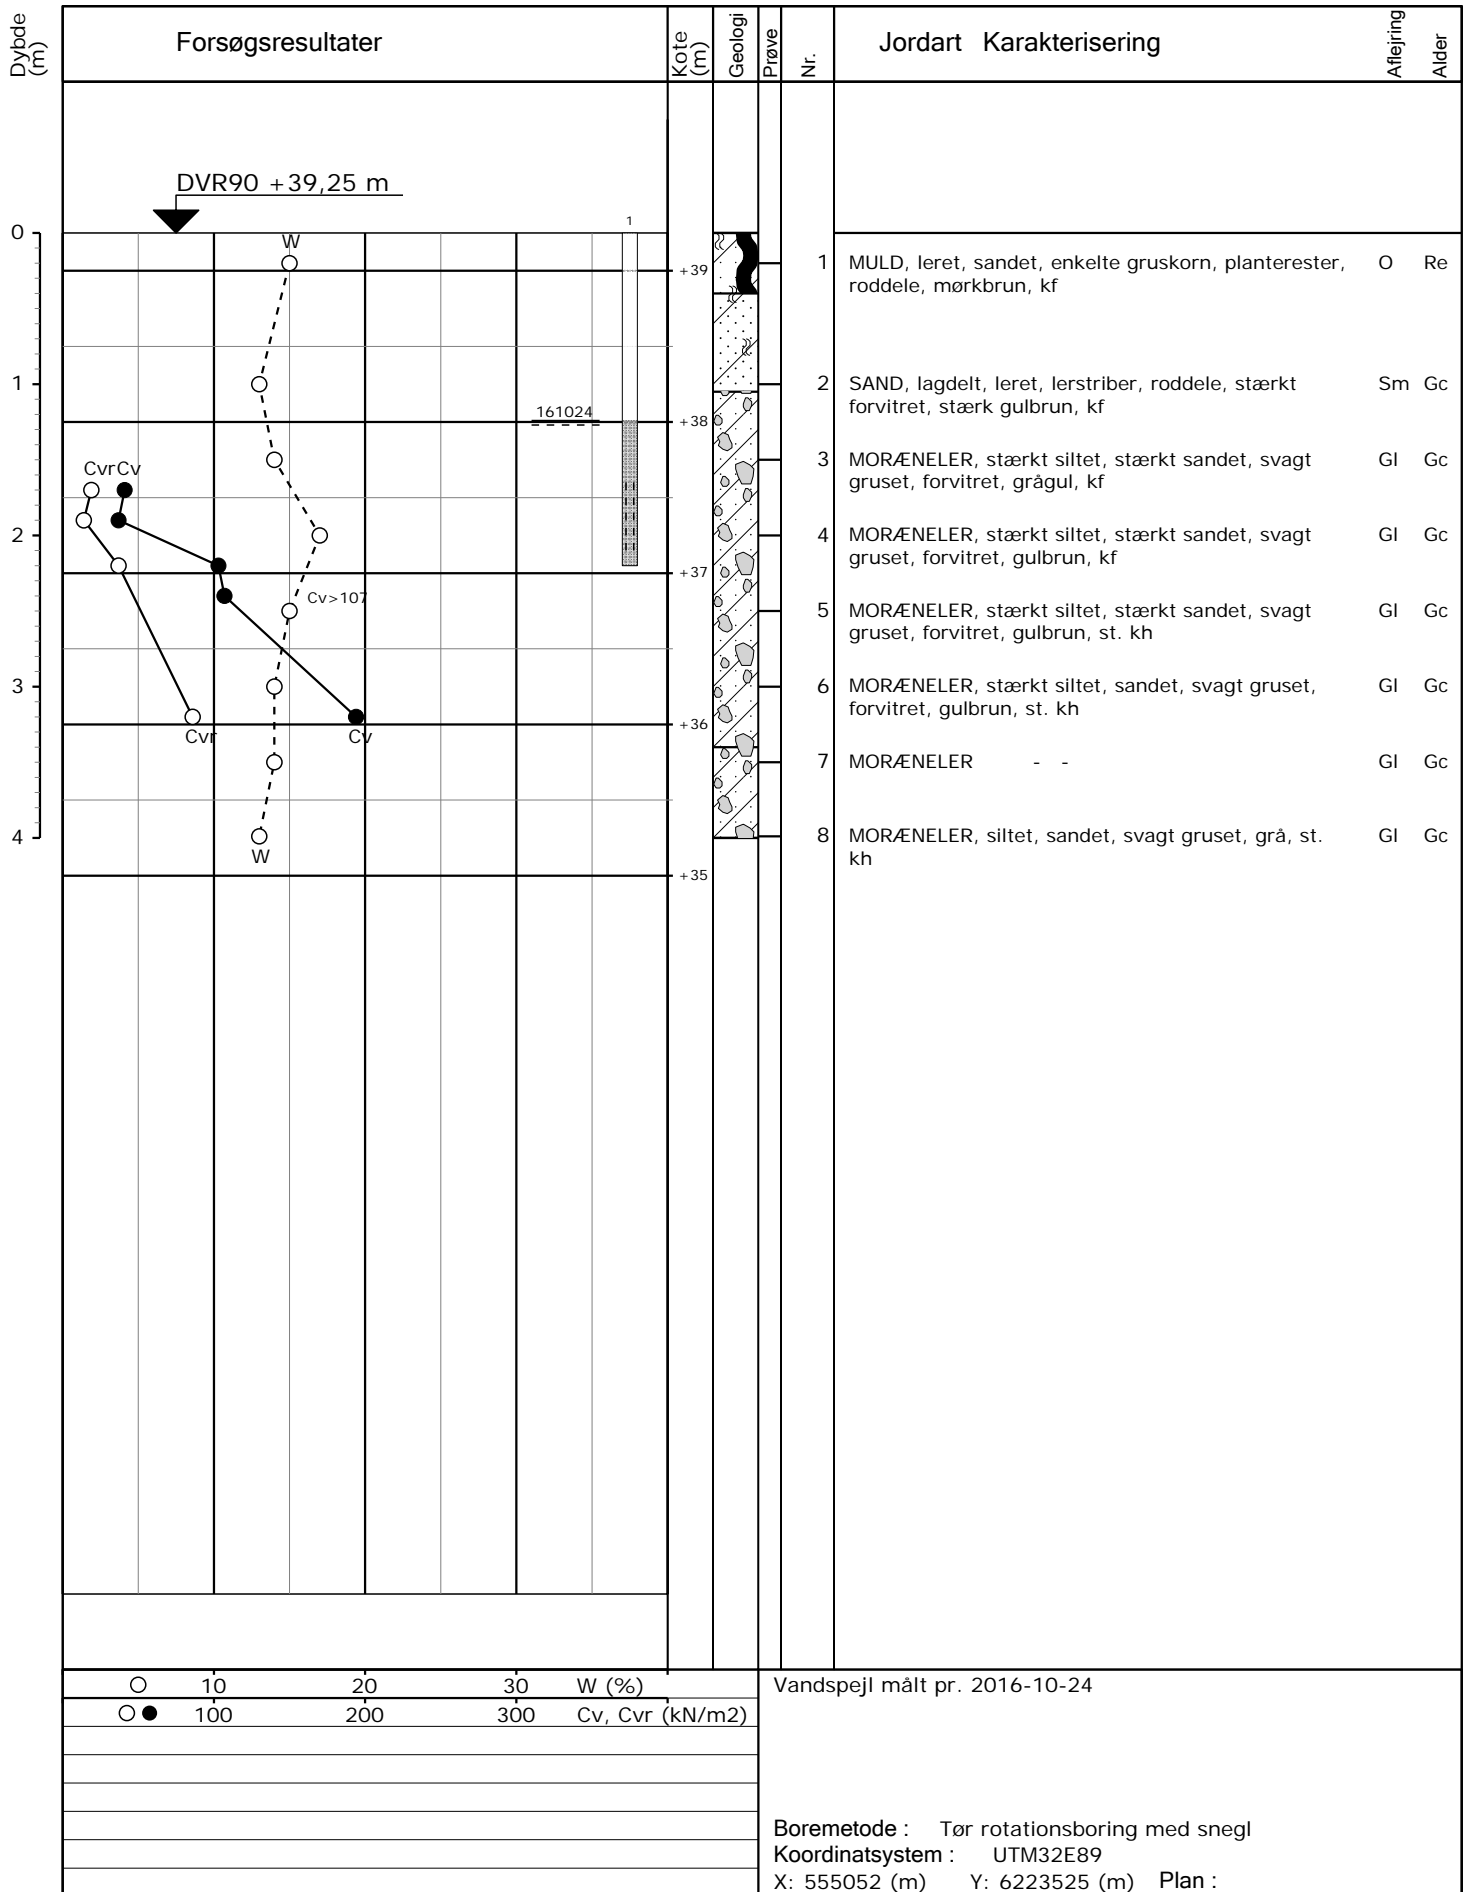 Dybde (m)
Forsøgsresultater
Kote (m)
Geologi
Prøve
Nr.
Jordart Karakterisering
Aflejring
Alder
DVR90 +39,25 m
1
0
W
+39
1 MULD, leret, sandet, enkelte gruskorn, planterester, O Re
roddele, mørkbrun, kf
1
2 SAND, lagdelt, leret, lerstriber, roddele, stærkt Sm Gc
forvitret, stærk gulbrun, kf
161024
+38
3 MORÆNELER, stærkt siltet, stærkt sandet, svagt Gl Gc
gruset, forvitret, grågul, kf
Cvr Cv
2
4 MORÆNELER, stærkt siltet, stærkt sandet, svagt Gl Gc
gruset, forvitret, gulbrun, kf
+37
Cv>107
5 MORÆNELER, stærkt siltet, stærkt sandet, svagt Gl Gc
gruset, forvitret, gulbrun, st. kh
3
6 MORÆNELER, stærkt siltet, sandet, svagt gruset, Gl Gc
forvitret, gulbrun, st. kh
+36
Cvr Cv
7 MORÆNELER - - Gl Gc
4
8 MORÆNELER, siltet, sandet, svagt gruset, grå, st. Gl Gc
kh
W
+35
10 20 30 W (%)
100 200 300 Cv, Cvr (kN/m2)
Vandspejl målt pr. 2016-10-24
Boremetode : Tør rotationsboring med snegl
Koordinatsystem : UTM32E89
X: 555052 (m) Y: 6223525 (m) Plan :